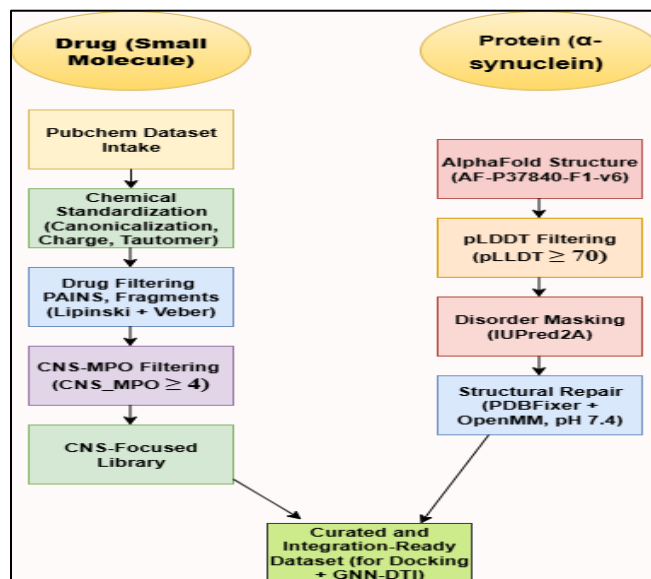 Drug (Small
Molecule)
Pubchem Dataset
Intake
Chemical
Standardization
(Canonicalization,
Charge, Tautomer)
Drug Filtering
PAINS, Fragments
(Lipinski + Veber)
CNS-MPO Filtering
(CNS_MPO ≥ 4)
CNS-Focused
Library
Protein (α-
synuclein)
AlphaFold Structure
(AF-P37840-F1-v6)
pLDDT Filtering
(pLLDT ≥ 70)
Disorder Masking
(IUPred2A)
Structural Repair
(PDBFixer +
OpenMM, pH 7.4)
Curated and
Integration-Ready
Dataset (for Docking
+ GNN-DTI)